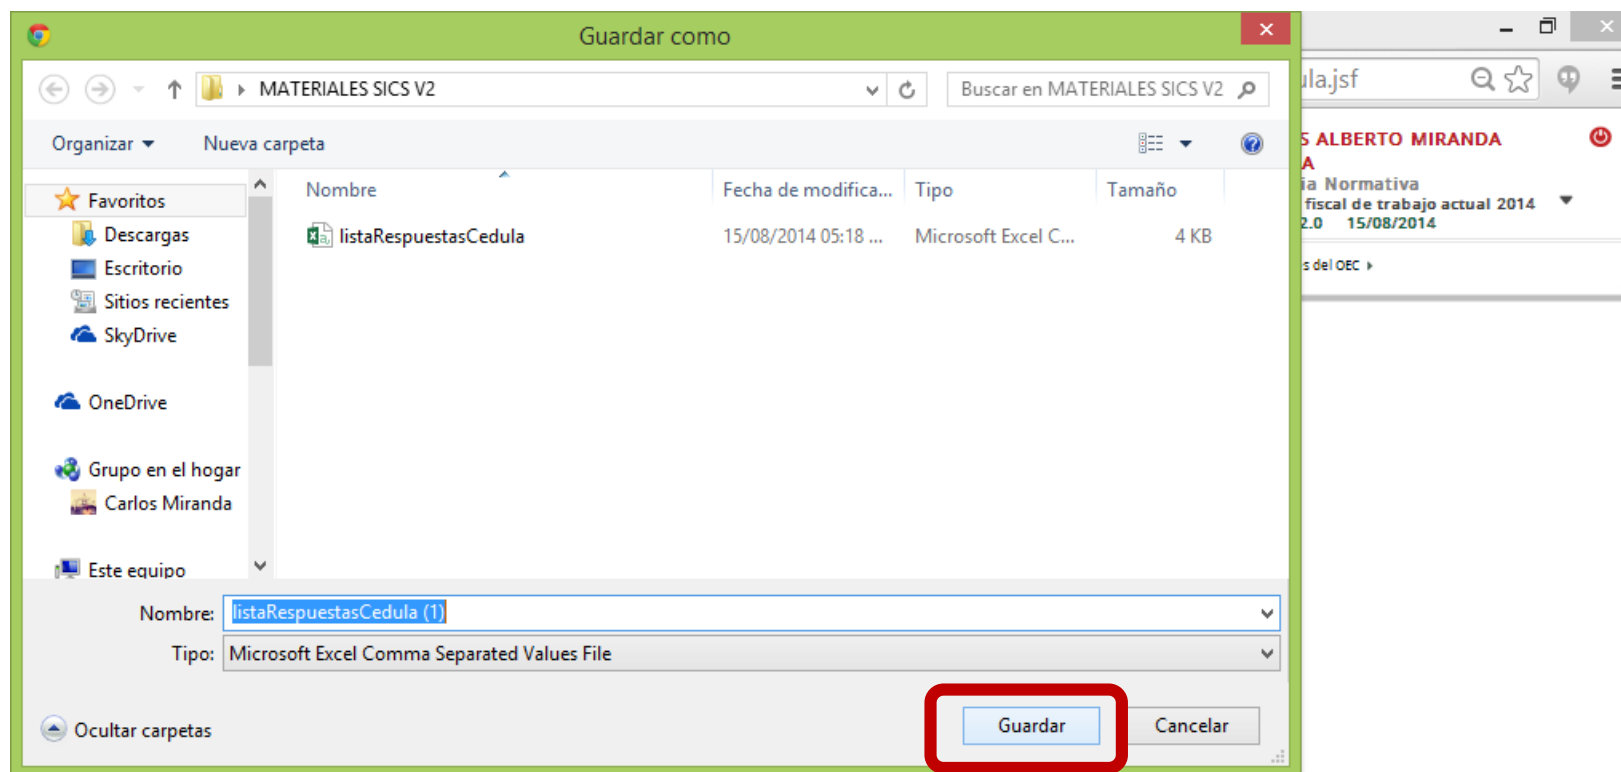 Guardar como
MATERIALES SICS V2
Buscar en MATERIALES SICS V2
ula.jsf
Organizar
Nueva carpeta
S ALBERTO MIRANDA
A
ia Normativa
fiscal de trabajo actual 2014
2.0 15/08/2014
s del OEC
Favoritos
Descargas
Escritorio
Sitios recientes
SkyDrive
OneDrive
Grupo en el hogar
Carlos Miranda
Este equipo
Nombre Fecha de modifica... Tipo Tamaño
listaRespuestasCedula 15/08/2014 05:18 ... Microsoft Excel C... 4 KB
Nombre: listaRespuestasCedula (1)
Tipo: Microsoft Excel Comma Separated Values File
Ocultar carpetas
Guardar
Cancelar